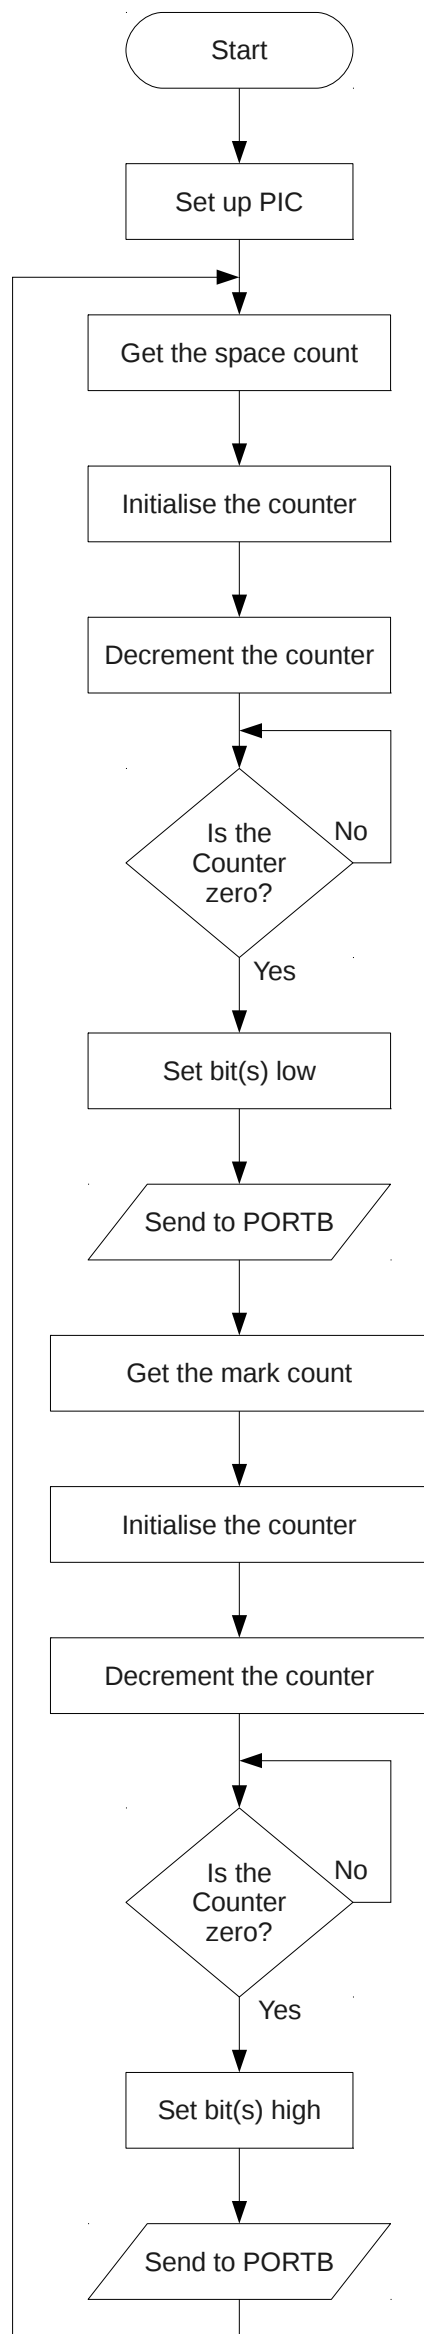 Start
Set up PIC
Get the space count
Initialise the counter
Decrement the counter
Is the
Counter
zero?
No
Yes
Set bit(s) low
Send to PORTB
Get the mark count
Initialise the counter
Decrement the counter
Is the
Counter
zero?
No
Yes
Set bit(s) high
Send to PORTB